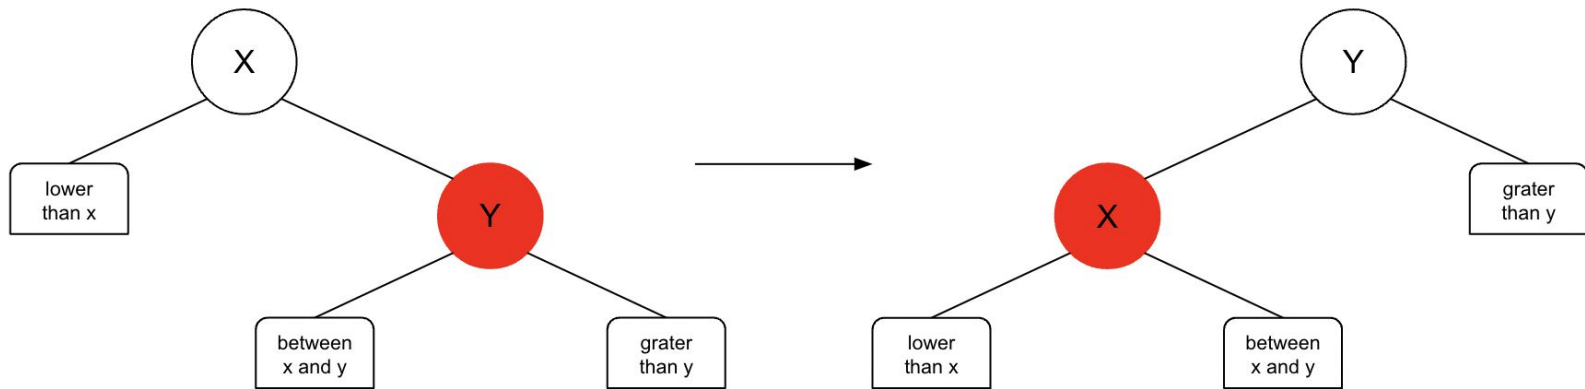 X
lower
than x
Y
between
x and y
grater
than y
Y
X
grater
than y
lower
than x
between
x and y